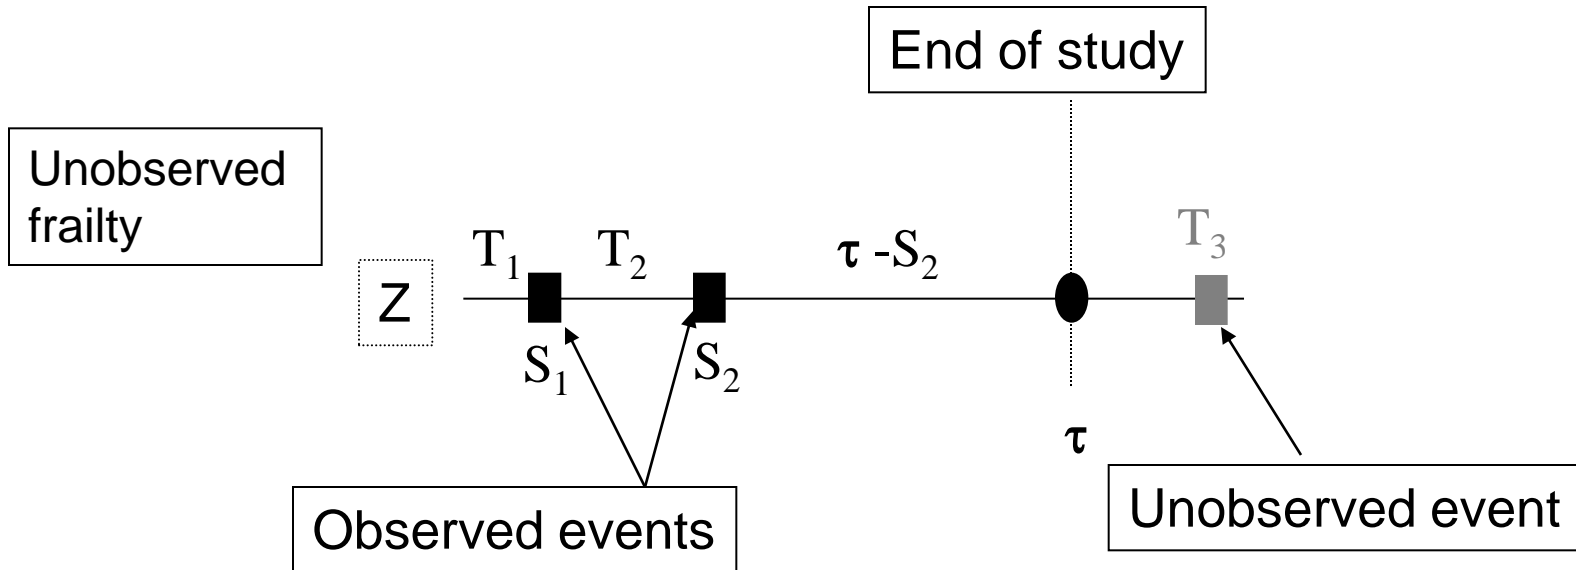 End of study
Unobserved
frailty
T₁ T₂ τ -S₂ T₃
Z
S₁ S₂
τ
Observed events
Unobserved event